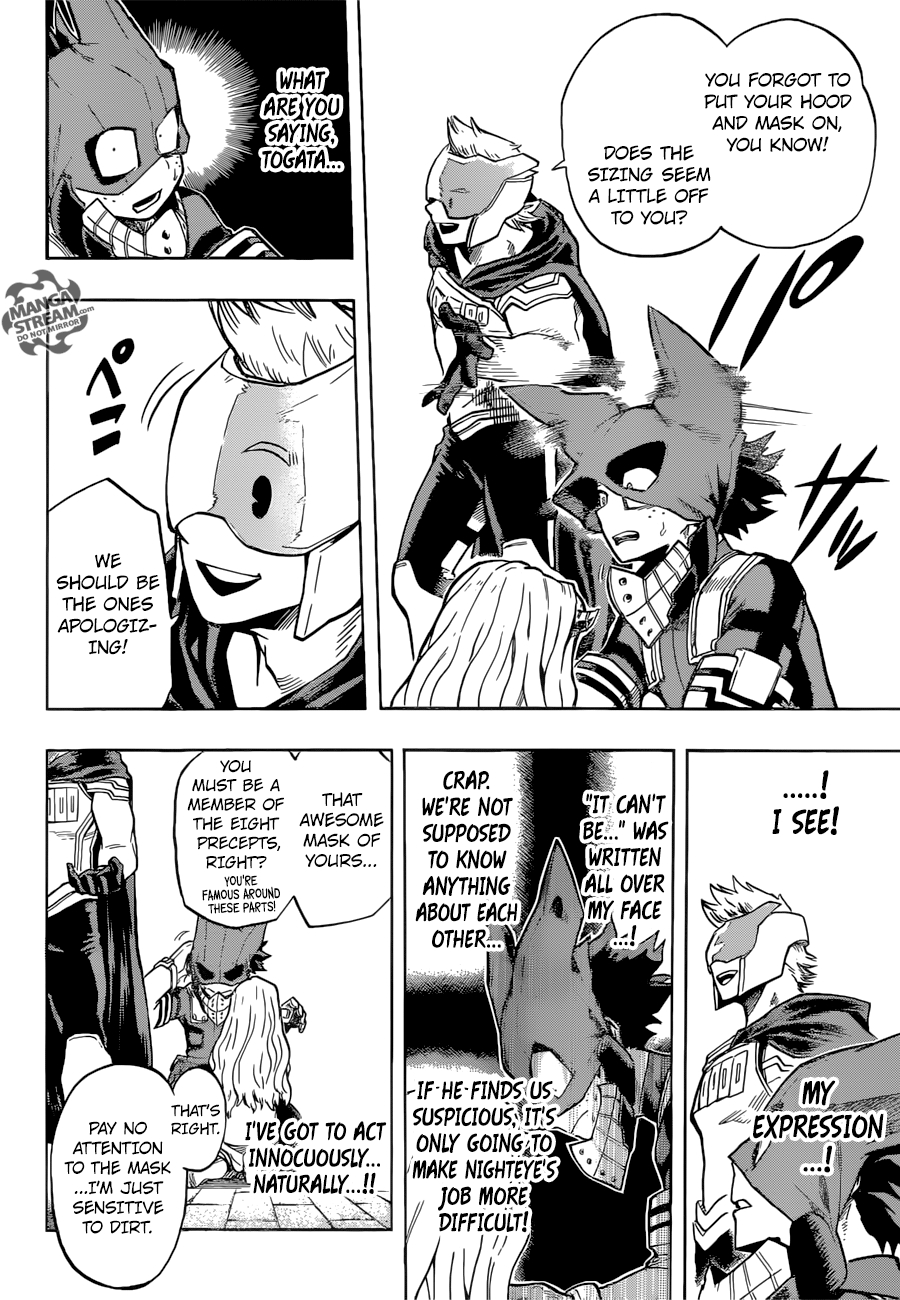 YOU FORGOT TO
PUT YOUR HOOD
AND MASK ON,
YOU KNOW!
DOES THE
SIZING SEEM
A LITTLE OFF
TO YOU?
WHAT
ARE YOU
SAYING,
TOGATA...
MANGA
STREAM.com
DO NOT MIRROR
ペコ
WE
SHOULD BE
THE ONES
APOLOGIZ-
ING!
.....!
I SEE!
MY
EXPRESSION
...!
"IT CAN'T
BE..." WAS
WRITTEN
ALL OVER
MY FACE
...!
CRAP.
WE'RE NOT
SUPPOSED
TO KNOW
ANYTHING
ABOUT EACH
OTHER...
IF HE FINDS US
SUSPICIOUS, IT'S
ONLY GOING TO
MAKE NIGHTEYE'S
JOB MORE
DIFFICULT!
THAT
AWESOME
MASK OF
YOURS...
YOU
MUST BE A
MEMBER OF
THE EIGHT
PRECEPTS,
RIGHT?
YOU'RE
FAMOUS AROUND
THESE PARTS!
I'VE GOT TO ACT
INNOCUOUSLY...
NATURALLY...!!
THAT'S
RIGHT.
PAY NO
ATTENTION
TO THE MASK
...I'M JUST
SENSITIVE
TO DIRT.